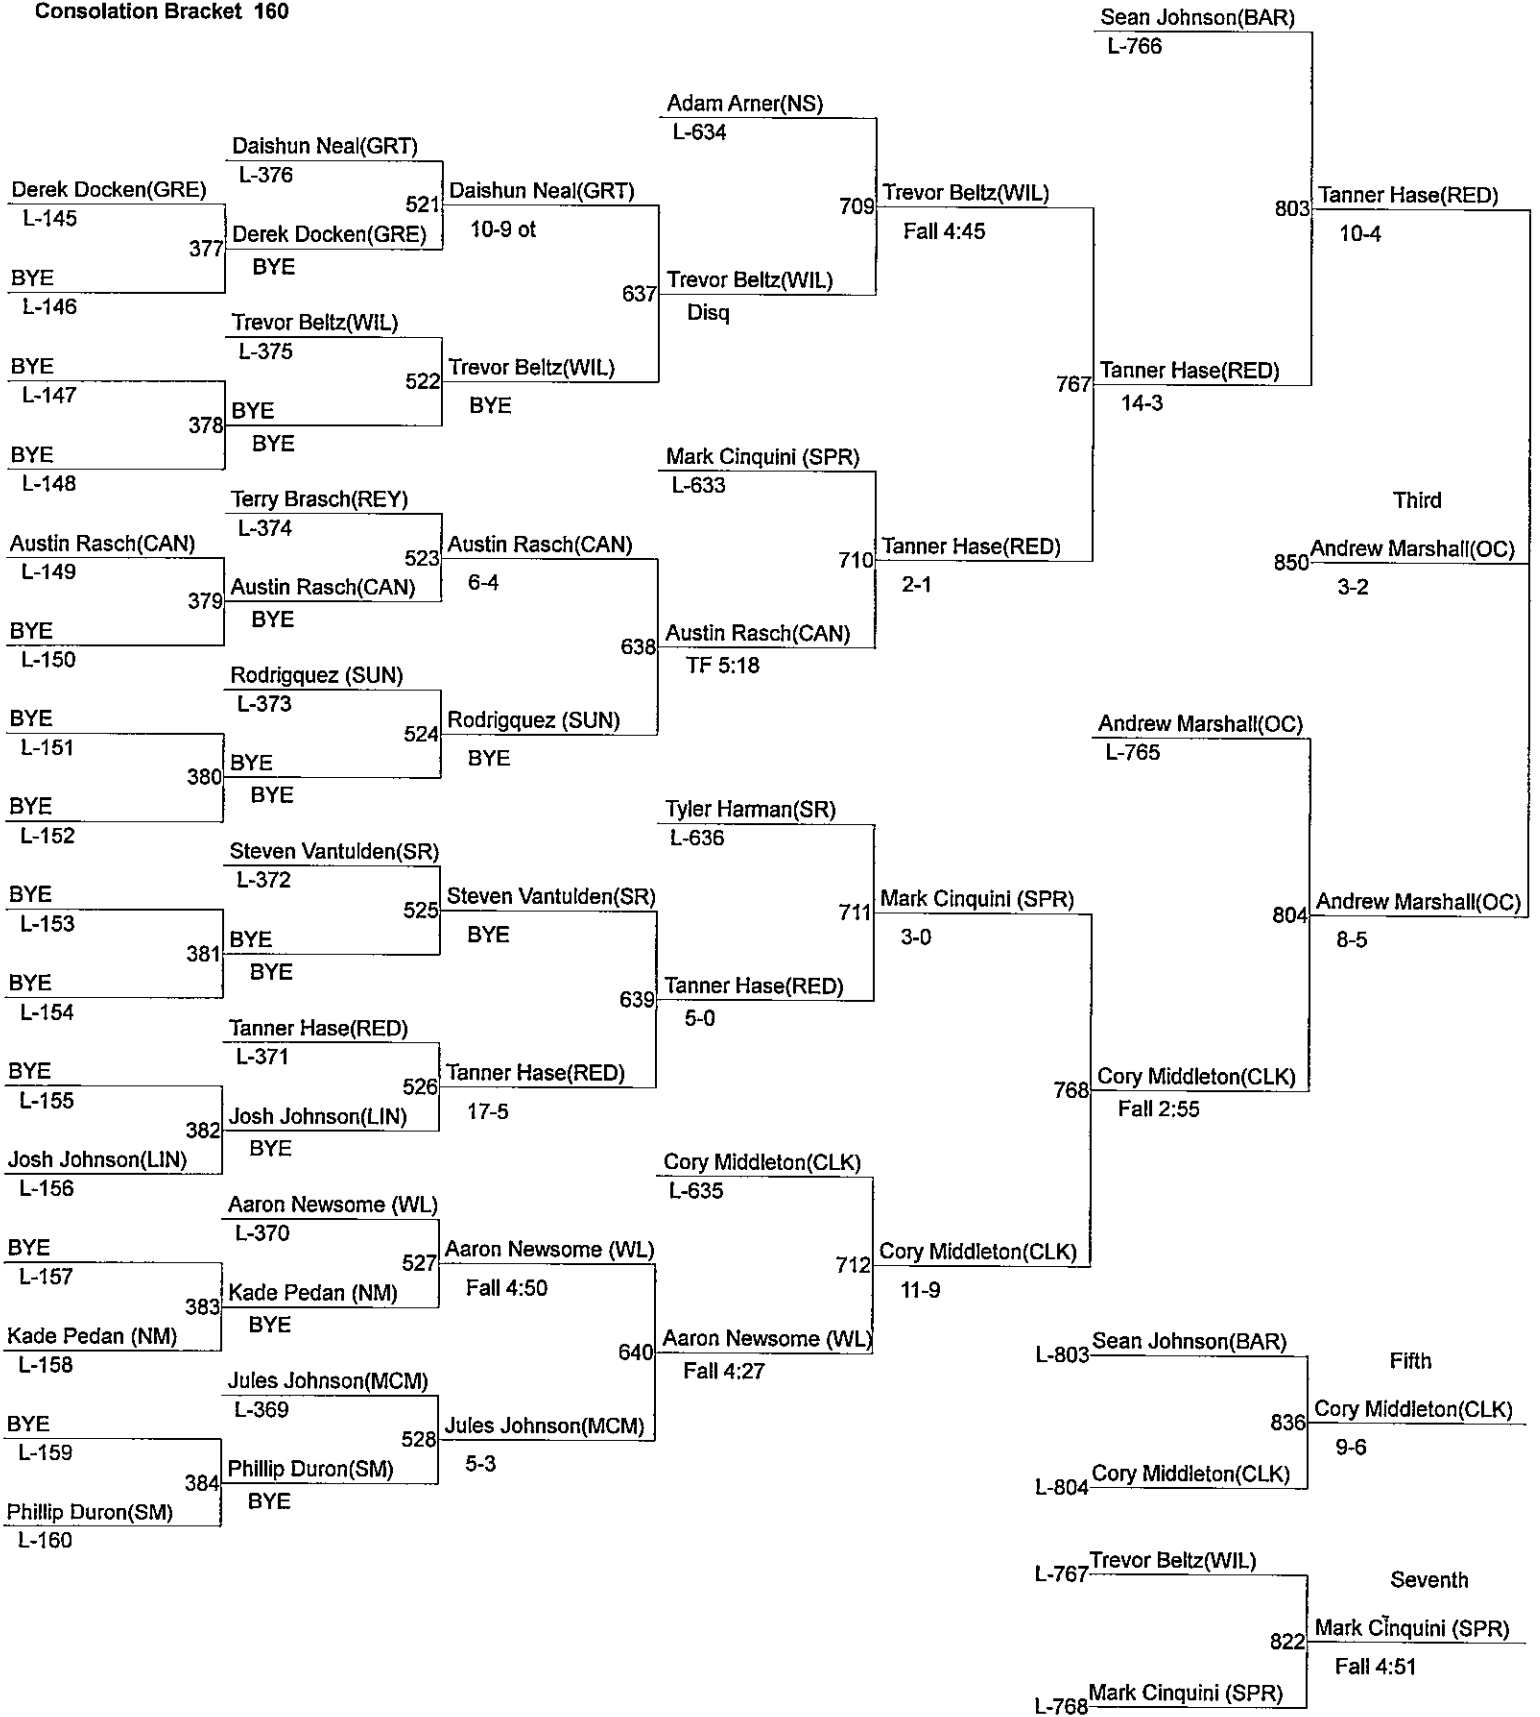 Consolation Bracket 160
Derek Docken(GRE)
L-145
BYE
L-146
377
BYE
L-147
BYE
L-148
378
Austin Rasch(CAN)
L-149
BYE
L-150
379
BYE
L-151
BYE
L-152
380
BYE
L-153
BYE
L-154
381
BYE
L-155
Josh Johnson(LIN)
L-156
382
BYE
L-157
Kade Pedan (NM)
L-158
383
BYE
L-159
Phillip Duron(SM)
L-160
384
Daishun Neal(GRT)
L-376
521
Derek Docken(GRE)
BYE
Trevor Beltz(WIL)
L-375
522
BYE
BYE
Terry Brasch(REY)
L-374
523
Austin Rasch(CAN)
BYE
Rodrigquez (SUN)
L-373
524
BYE
BYE
Steven Vantulden(SR)
L-372
525
BYE
BYE
Tanner Hase(RED)
L-371
526
Josh Johnson(LIN)
BYE
Aaron Newsome (WL)
L-370
527
Kade Pedan (NM)
BYE
Jules Johnson(MCM)
L-369
528
Phillip Duron(SM)
BYE
Daishun Neal(GRT)
10-9 ot
637
Trevor Beltz(WIL)
BYE
Austin Rasch(CAN)
6-4
638
Rodrigquez (SUN)
BYE
Steven Vantulden(SR)
BYE
639
Tanner Hase(RED)
17-5
Aaron Newsome (WL)
Fall 4:50
640
Jules Johnson(MCM)
5-3
Adam Arner(NS)
L-634
709
Trevor Beltz(WIL)
Disq
Mark Cinquini (SPR)
L-633
710
Austin Rasch(CAN)
TF 5:18
Tyler Harman(SR)
L-636
711
Tanner Hase(RED)
5-0
Cory Middleton(CLK)
L-635
712
Aaron Newsome (WL)
Fall 4:27
Trevor Beltz(WIL)
Fall 4:45
767
Tanner Hase(RED)
2-1
Mark Cinquini (SPR)
3-0
768
Cory Middleton(CLK)
11-9
Sean Johnson(BAR)
L-766
803
Tanner Hase(RED)
14-3
Andrew Marshall(OC)
L-765
804
Cory Middleton(CLK)
Fall 2:55
Tanner Hase(RED)
10-4
Third
850
Andrew Marshall(OC)
3-2
Andrew Marshall(OC)
8-5
L-803
Sean Johnson(BAR)
Fifth
836
Cory Middleton(CLK)
9-6
L-804
Cory Middleton(CLK)
L-767
Trevor Beltz(WIL)
Seventh
822
Mark Cinquini (SPR)
Fall 4:51
L-768
Mark Cinquini (SPR)